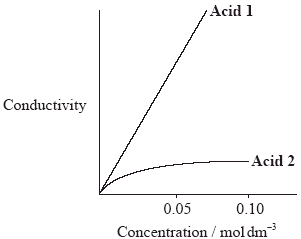 Acid 1
Conductivity
Acid 2
0.05 0.10
Concentration / mol dm⁻³